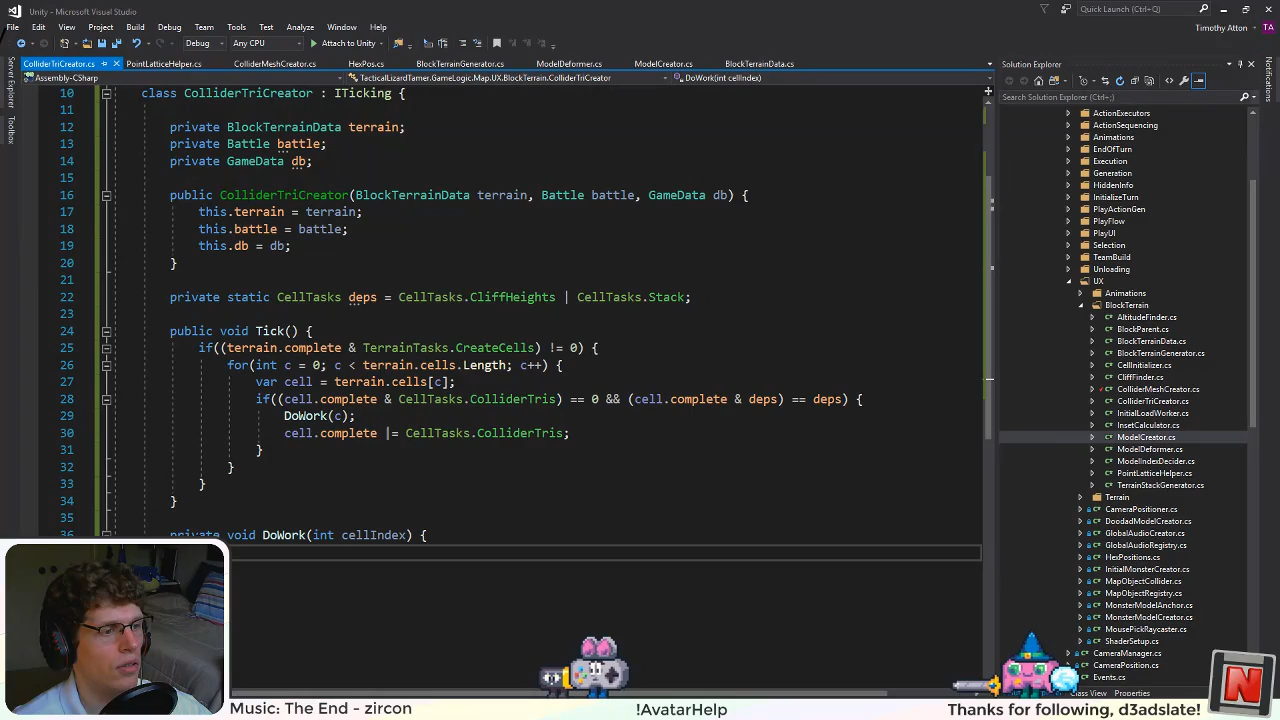 Unity - Microsoft Visual Studio
Quick Launch (Ctrl+;)
File Edit View Project Build Debug Team Tools Test Analyze Window Help
Timothy Atton TA
Debug Any CPU Attach to Unity
Server Explorer
Toolbox
ColliderTriCreator.cs PointLatticeHelper.cs ColliderMeshCreator.cs HexPos.cs BlockTerrainGenerator.cs ModelDeformer.cs ModelCreator.cs BlockTerrainData.cs
Assembly-CSharp TacticalLizardTamer.GameLogic.Map.UX.BlockTerrain.ColliderTriCreator DoWork(int cellIndex)
10 class ColliderTriCreator : ITicking {
11
12 private BlockTerrainData terrain;
13 private Battle battle;
14 private GameData db;
15
16 public ColliderTriCreator(BlockTerrainData terrain, Battle battle, GameData db) {
17 this.terrain = terrain;
18 this.battle = battle;
19 this.db = db;
20 }
21
22 private static CellTasks deps = CellTasks.CliffHeights | CellTasks.Stack;
23
24 public void Tick() {
25 if((terrain.complete & TerrainTasks.CreateCells) != 0) {
26 for(int c = 0; c < terrain.cells.Length; c++) {
27 var cell = terrain.cells[c];
28 if((cell.complete & CellTasks.ColliderTris) == 0 && (cell.complete & deps) == deps) {
29 DoWork(c);
30 cell.complete |= CellTasks.ColliderTris;
31 }
32 }
33 }
34 }
35
36 private void DoWork(int cellIndex) {
Solution Explorer
Search Solution Explorer (Ctrl+;)
ActionExecutors
ActionSequencing
Animations
EndOfTurn
Execution
Generation
HiddenInfo
InitializeTurn
PlayActionGen
PlayFlow
PlayUI
Selection
TeamBuild
Unloading
UX
Animations
BlockTerrain
AltitudeFinder.cs
BlockParent.cs
BlockTerrainData.cs
BlockTerrainGenerator.cs
CellInitializer.cs
CliffFinder.cs
ColliderMeshCreator.cs
ColliderTriCreator.cs
InitialLoadWorker.cs
InsetCalculator.cs
ModelCreator.cs
ModelDeformer.cs
ModelIndexDecider.cs
PointLatticeHelper.cs
TerrainStackGenerator.cs
Terrain
CameraPositioner.cs
DoodadModelCreator.cs
GlobalAudioCreator.cs
GlobalAudioRegistry.cs
HexPositions.cs
InitialMonsterCreator.cs
MapObjectCollider.cs
MapObjectRegistry.cs
MonsterModelAnchor.cs
MonsterModelCreator.cs
MousePickRaycaster.cs
ShaderSetup.cs
CameraManager.cs
CameraPosition.cs
Events.cs
Class View Properties
Notifications
Music: The End - zircon
!AvatarHelp
Thanks for following, d3adslate!
N